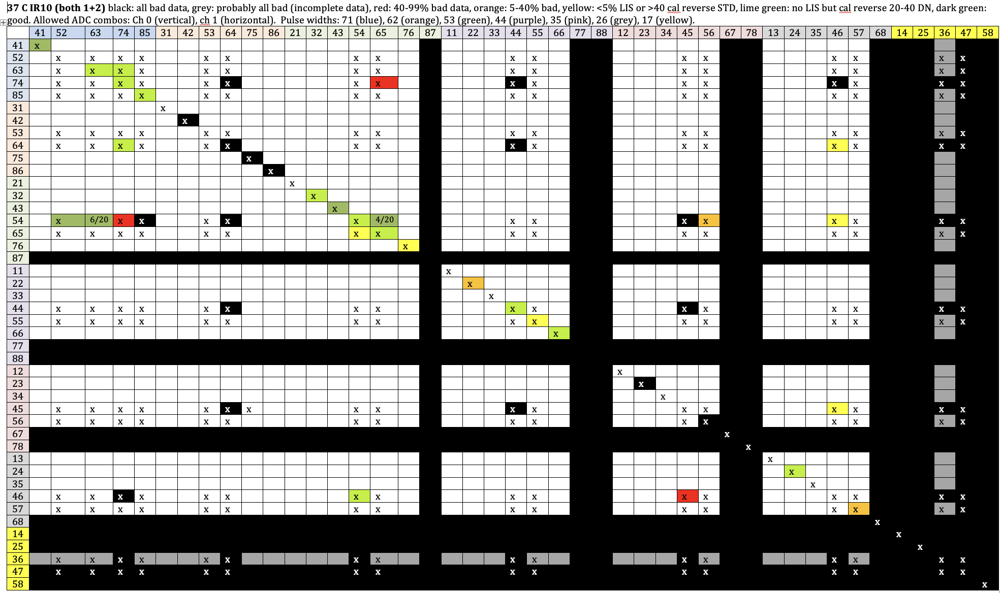 37 C IR10 (both 1+2) black: all bad data, grey: probably all bad (incomplete data), red: 40-99% bad data, orange: 5-40% bad, yellow: <5% LIS or >40 cal reverse STD, lime green: no LIS but cal reverse 20-40 DN, dark green:
good. Allowed ADC combos: Ch 0 (vertical), ch 1 (horizontal).  Pulse widths: 71 (blue), 62 (orange), 53 (green), 44 (purple), 35 (pink), 26 (grey), 17 (yellow).
41 52 63 74 85 31 42 53 64 75 86 21 32 43 54 65 76 87 11 22 33 44 55 66 77 88 12 23 34 45 56 67 78 13 24 35 46 57 68 14 25 36 47 58
41 x
52 x x x x x x x x x x x x x x x x
63 x x x x x x x x x x x x x x x x
74 x x x x x x x x x x x x x x x x
85 x x x x x x x x x x x x x x x x
31 x
42 x
53 x x x x x x x x x x x x x x x x
64 x x x x x x x x x x x x x x x x
75 x
86 x
21 x
32 x
43 x
54 x 6/20 x x x x x 4/20 x x x x x x x x
65 x x x x x x x x x x x x x x x x
76 x
87
11 x
22 x
33 x
44 x x x x x x x x x x x x x x x x
55 x x x x x x x x x x x x x x x x
66 x
77
88
12 x
23 x
34 x
45 x x x x x x x x x x x x x x x x x
56 x x x x x x x x x x x x x x x x
67 x
78 x
13 x
24 x
35 x
46 x x x x x x x x x x x x x x x x
57 x x x x x x x x x x x x x x x x
68 x
14 x
25 x
36 x x x x x x x x x x x x x x x x
47 x x x x x x x x x x x x x x x x
58 x